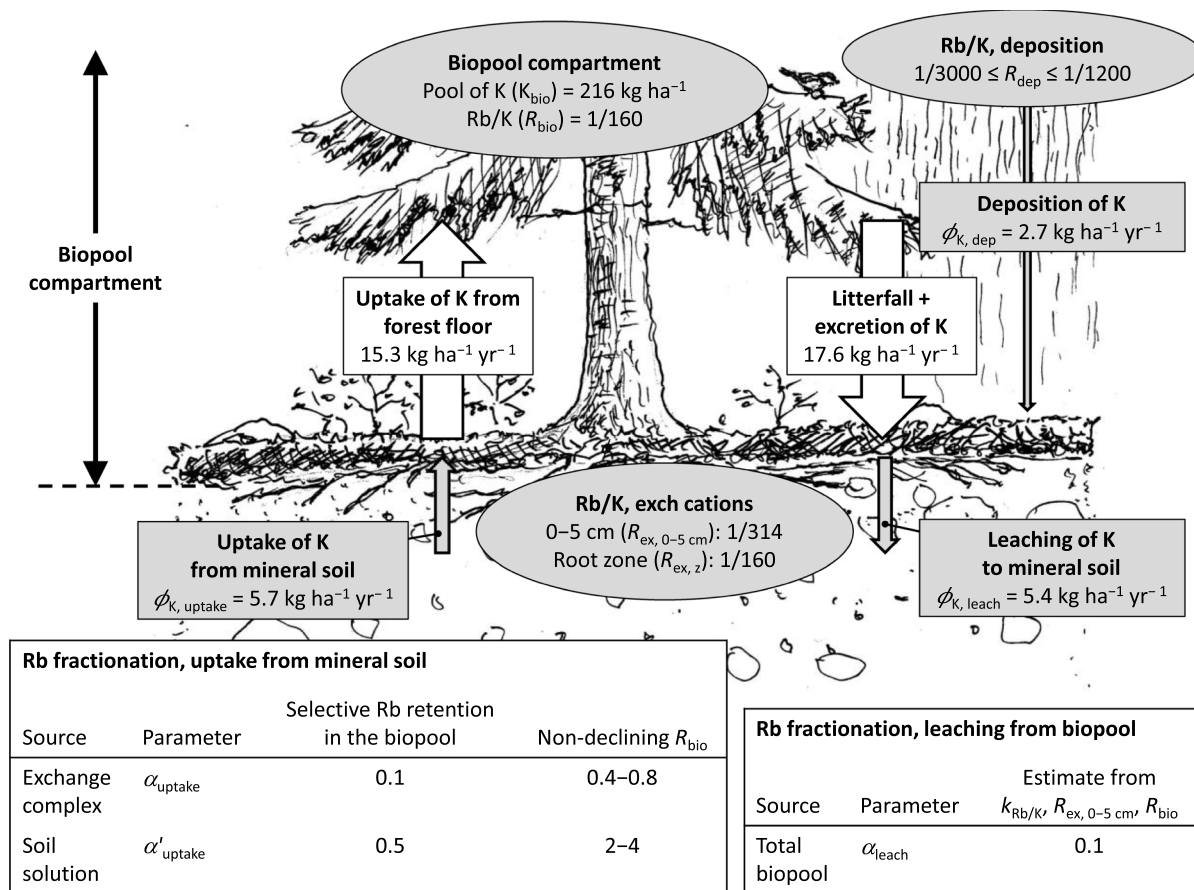 Biopool compartment
Pool of K (K_bio) = 216 kg ha⁻¹
Rb/K (R_bio) = 1/160
Rb/K, deposition
1/3000 ≤ R_dep ≤ 1/1200
Deposition of K
ϕ_K, dep = 2.7 kg ha⁻¹ yr⁻¹
Biopool
compartment
Uptake of K from
forest floor
15.3 kg ha⁻¹ yr⁻¹
Litterfall +
excretion of K
17.6 kg ha⁻¹ yr⁻¹
Rb/K, exch cations
0−5 cm (R_ex, 0−5 cm): 1/314
Root zone (R_ex, z): 1/160
Uptake of K
from mineral soil
ϕ_K, uptake = 5.7 kg ha⁻¹ yr⁻¹
Leaching of K
to mineral soil
ϕ_K, leach = 5.4 kg ha⁻¹ yr⁻¹
Rb fractionation, uptake from mineral soil
Selective Rb retention
Source Parameter in the biopool Non-declining R_bio
Exchange α_uptake 0.1 0.4−0.8
complex
Soil α'_uptake 0.5 2−4
solution
Rb fractionation, leaching from biopool
Estimate from
Source Parameter k_Rb/K, R_ex, 0−5 cm, R_bio
Total α_leach 0.1
biopool